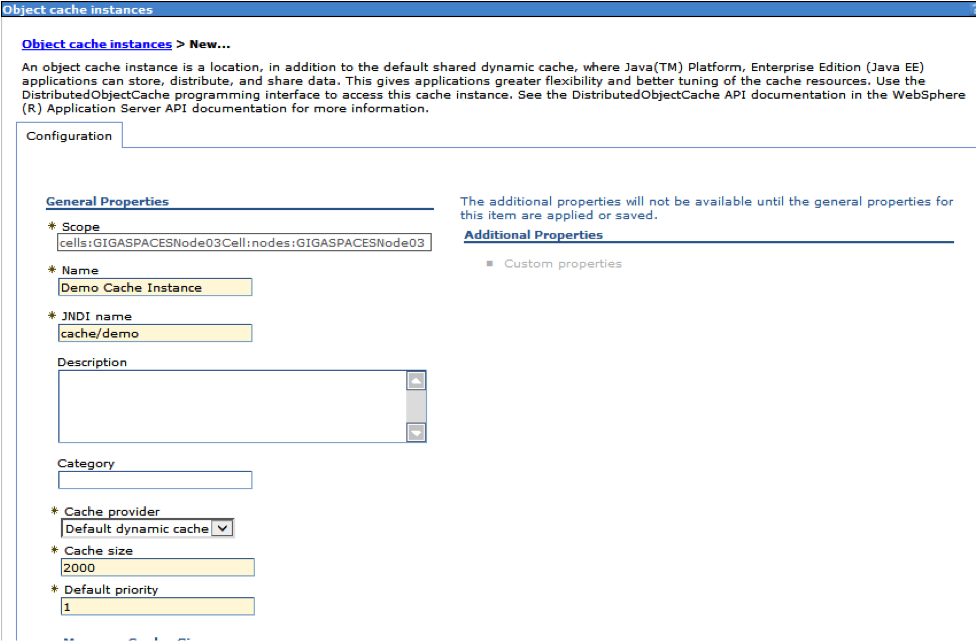 Object cache instances
Object cache instances > New...
An object cache instance is a location, in addition to the default shared dynamic cache, where Java(TM) Platform, Enterprise Edition (Java EE)
applications can store, distribute, and share data. This gives applications greater flexibility and better tuning of the cache resources. Use the
DistributedObjectCache programming interface to access this cache instance. See the DistributedObjectCache API documentation in the WebSphere
(R) Application Server API documentation for more information.
Configuration
General Properties
* Scope
cells:GIGASPACESNode03Cell:nodes:GIGASPACESNode03
* Name
Demo Cache Instance
* JNDI name
cache/demo
Description
Category
* Cache provider
Default dynamic cache
* Cache size
2000
* Default priority
1
The additional properties will not be available until the general properties for
this item are applied or saved.
Additional Properties
Custom properties